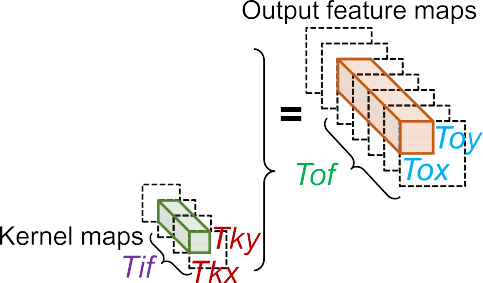 Output feature maps
=
Toy
Tox
Tof
Kernel maps
Tky
Tif
Tkx